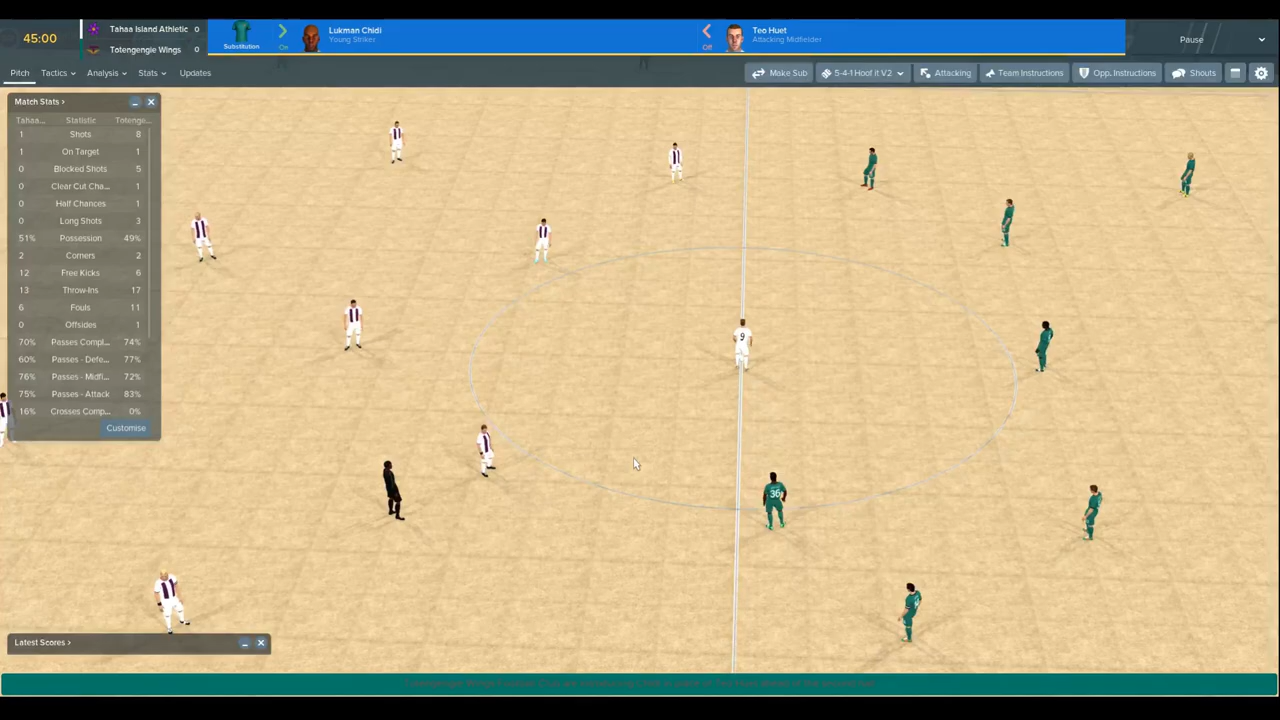 45:00
Tahaa Island Athletic 0
Totengengie Wings 0
Substitution
On
Lukman Chidi
Young Striker
Off
Teo Huet
Attacking Midfielder
Pause
Pitch Tactics Analysis Stats Updates
Make Sub 5-4-1 Hoof it V2 Attacking Team Instructions Opp. Instructions Shouts
Match Stats >
Tahaa... Statistic Totenge...
1 Shots 8
1 On Target 1
0 Blocked Shots 5
0 Clear Cut Cha... 1
0 Half Chances 1
0 Long Shots 3
51% Possession 49%
2 Corners 2
12 Free Kicks 6
13 Throw-Ins 17
6 Fouls 11
0 Offsides 1
70% Passes Compl... 74%
60% Passes - Defe... 77%
76% Passes - Midfi... 72%
75% Passes - Attack 83%
16% Crosses Comp... 0%
Customise
9
36
Latest Scores >